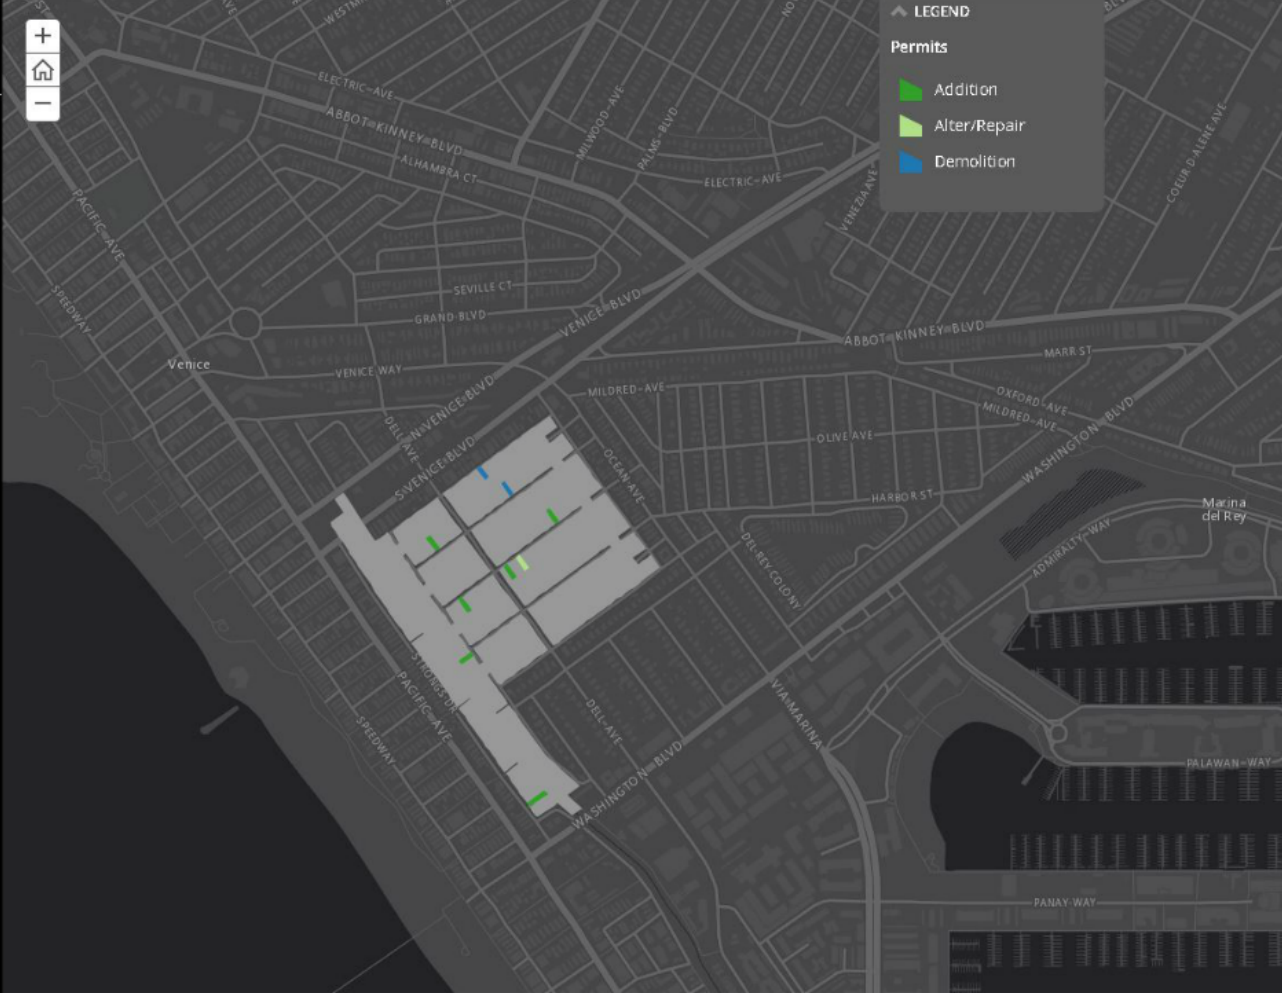 +
−
LEGEND
Permits
Addition
Alter/Repair
Demolition
ELECTRIC-AVE
ABBOT KINNEY BLVD
ALHAMBRA CT
MILWOOD-AVE
PALMS-BLVD
ELECTRIC-AVE
VENEZIA AVE
COEUR-D-ALENE AVE
PACIFIC-AVE
SPEEDWAY
SEVILLE CT
GRAND-BLVD
VENICE-BLVD
ABBOT KINNEY BLVD
Venice
VENICE WAY
MARR ST
MILDRED-AVE
OXFORD-AVE
MILDRED-AVE
N-VENICE-BLVD
DELL-AVE
S-VENICE-BLVD
OLIVE AVE
WASHINGTON-BLVD
OCEAN-AVE
HARBOR ST
Marina
del Rey
ADMIRALTY-WAY
DEL-REY-COLONY
STRONGS-DR
PACIFIC-AVE
SPEEDWAY
DELL-AVE
VIA-MARINA
WASHINGTON-BLVD
PALAWAN-WAY
PANAY WAY